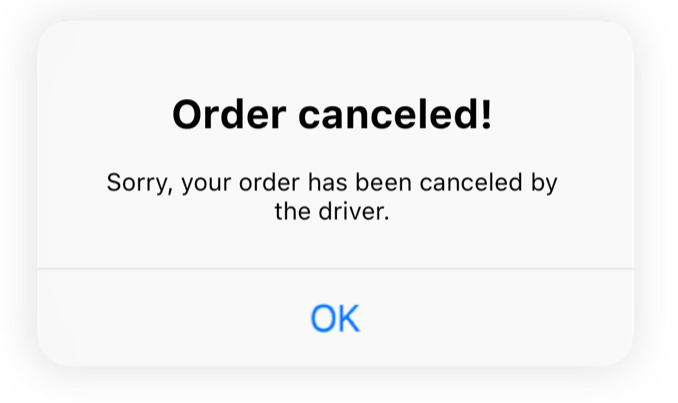 Order canceled!
Sorry, your order has been canceled by
the driver.
OK